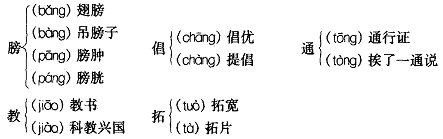 膀 (bǎng) 翅膀
(bàng) 吊膀子
(pāng) 膀肿
(páng) 膀胱
倡 (chāng) 倡优
(chàng) 提倡
通 (tōng) 通行证
(tòng) 挨了一通说
教 (jiāo) 教书
(jiào) 科教兴国
拓 (tuò) 拓宽
(tà) 拓片